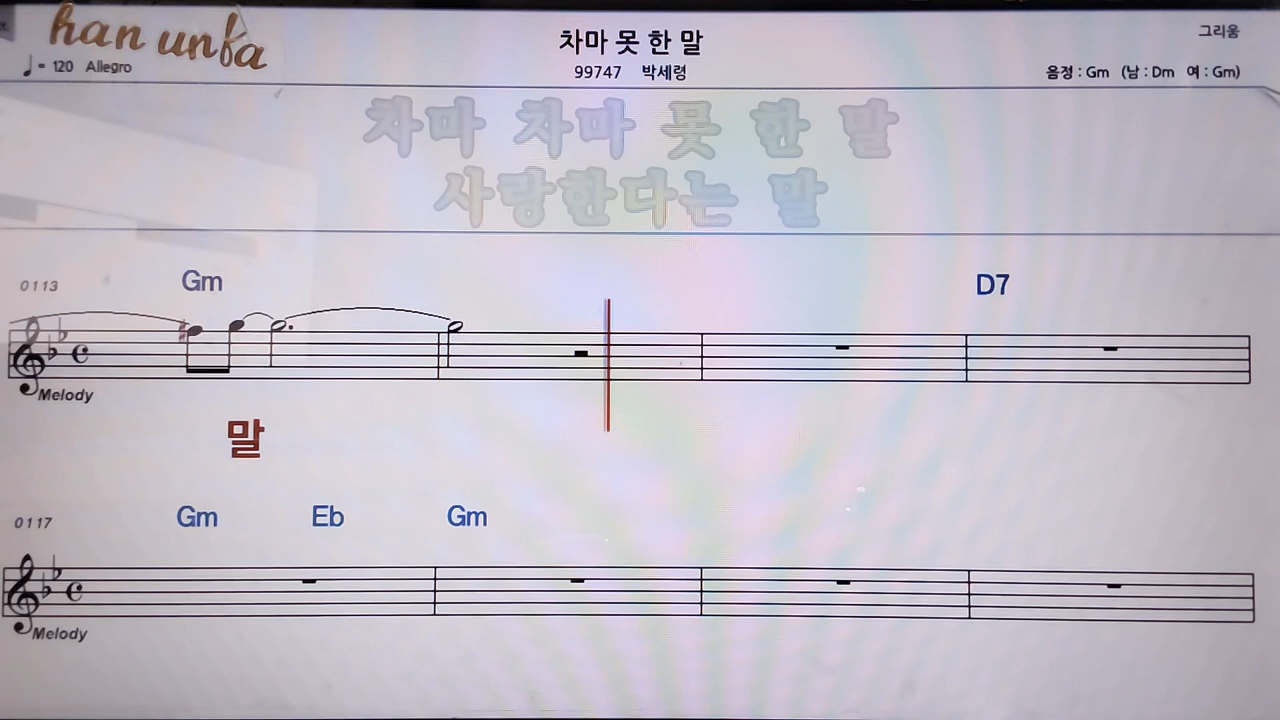 han unba
차마 못 한 말
그리움
♩= 120 Allegro
99747 박세령
음정 : Gm (남 : Dm 여 : Gm)
차마 차마 못 한 말
사랑한다는 말
0113 Gm D7
Melody
말
0117 Gm Eb Gm
Melody